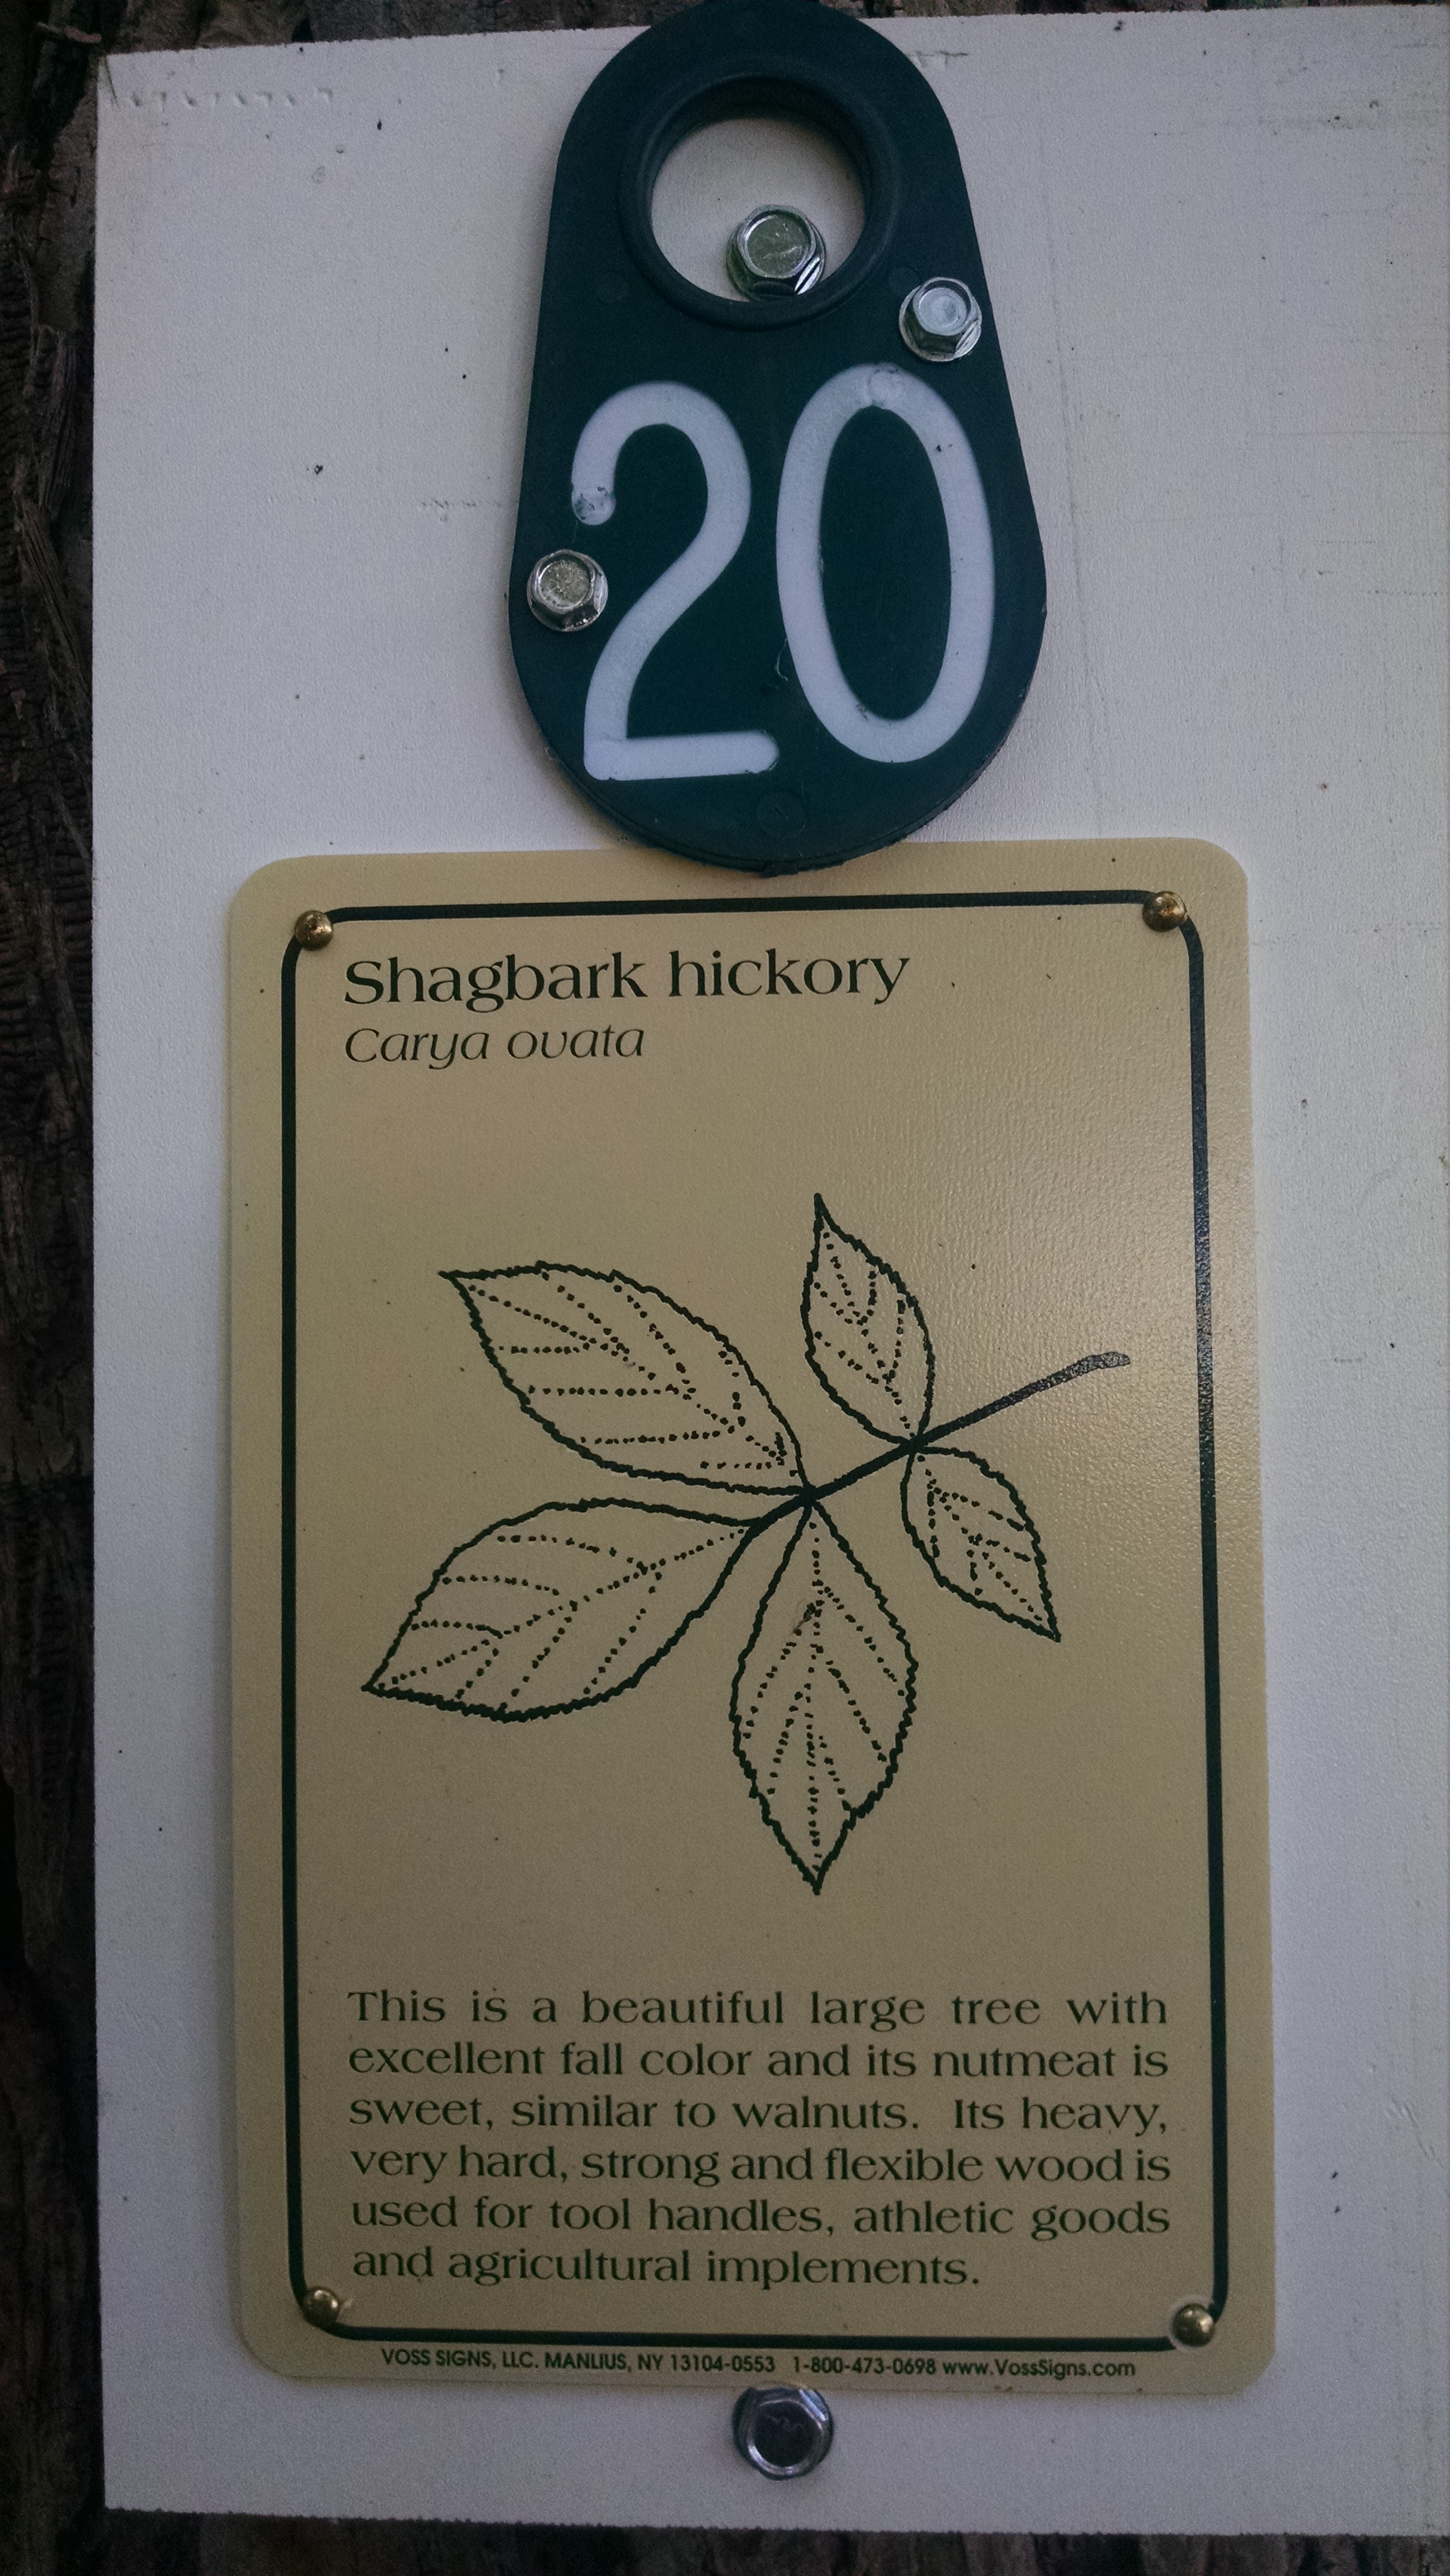 20
Shagbark hickory
Carya ovata
This is a beautiful large tree with
excellent fall color and its nutmeat is
sweet, similar to walnuts. Its heavy,
very hard, strong and flexible wood is
used for tool handles, athletic goods
and agricultural implements.
VOSS SIGNS, LLC. MANLIUS, NY 13104-0553 1-800-473-0698 www.VossSigns.com